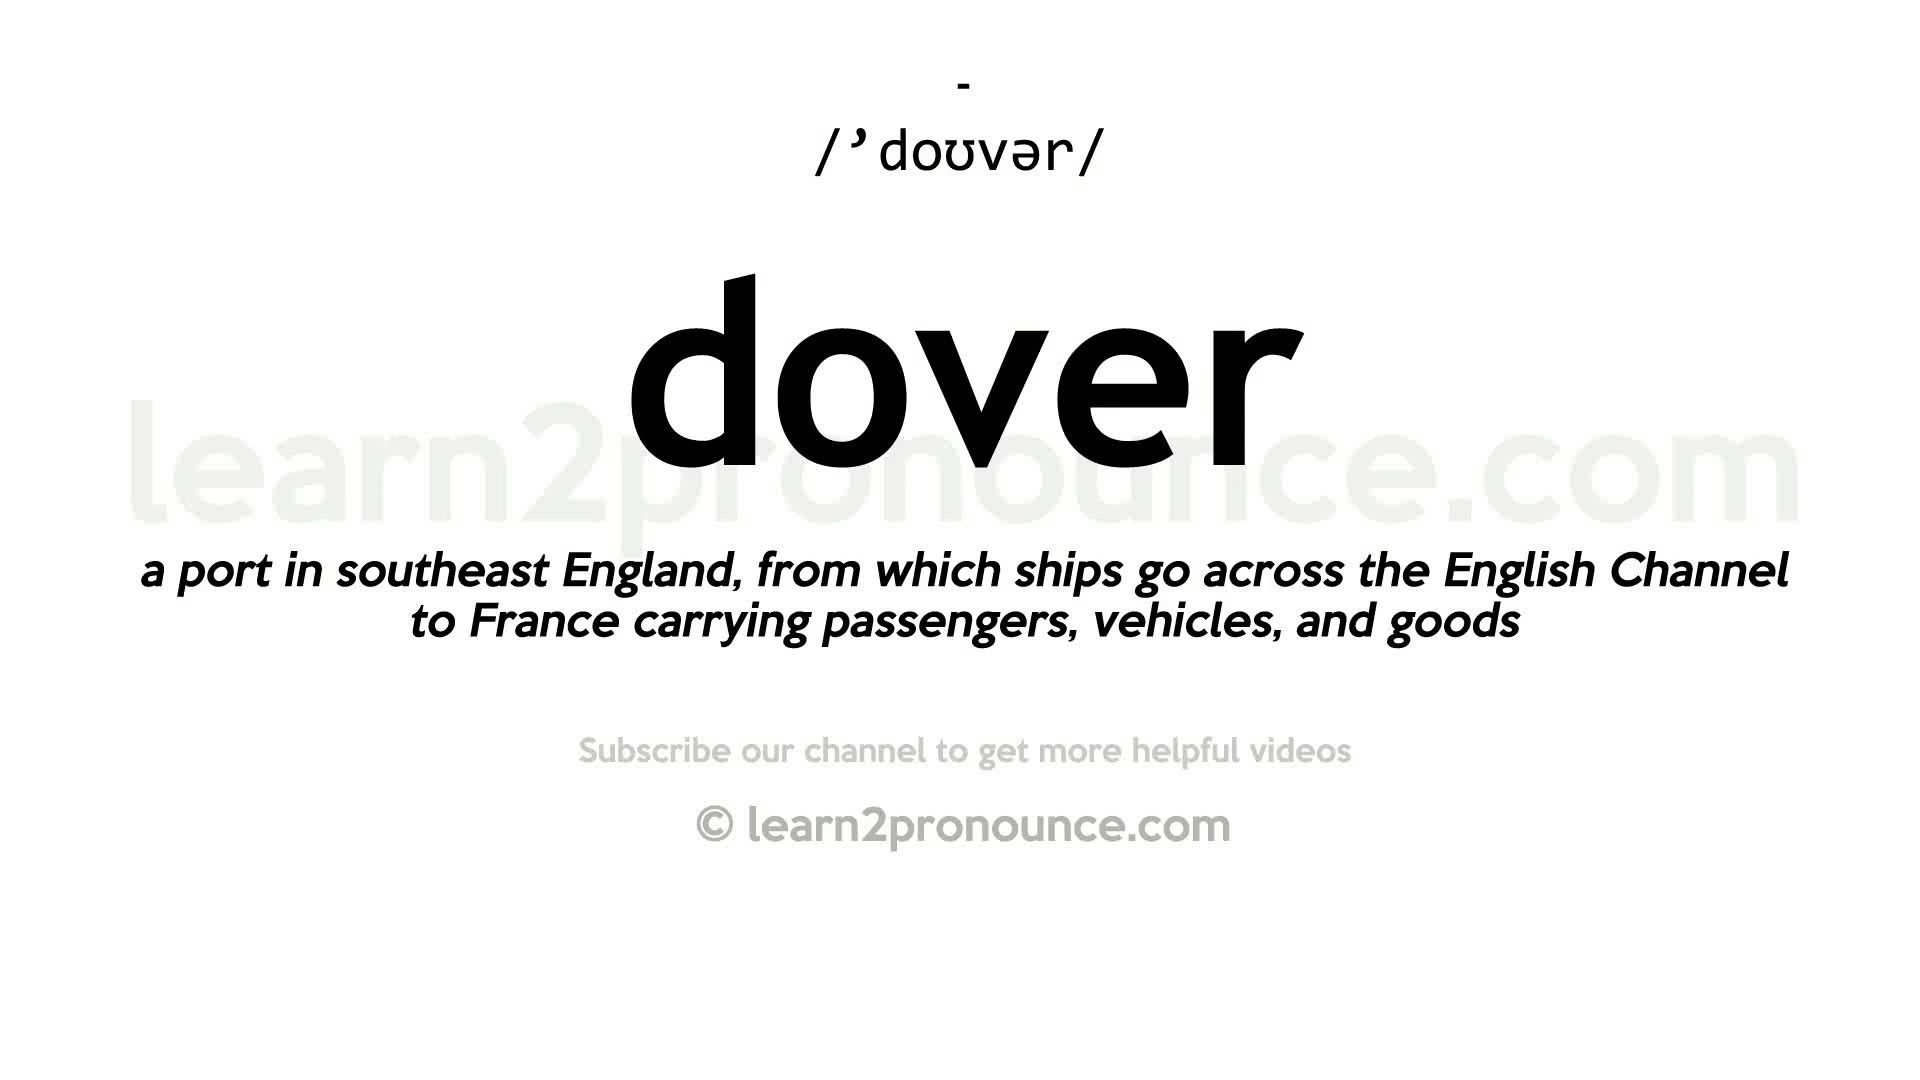 -
/ʼdoʊvər/
dover
learn2pronounce.com
a port in southeast England, from which ships go across the English Channel
to France carrying passengers, vehicles, and goods
Subscribe our channel to get more helpful videos
© learn2pronounce.com